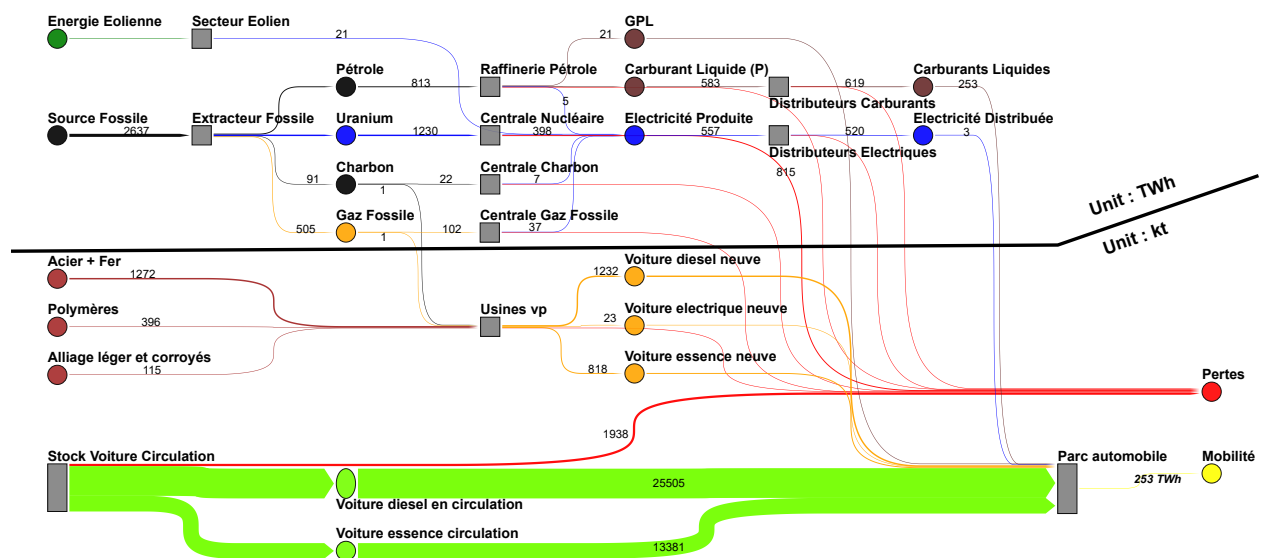 Energie Eolienne
Secteur Eolien
GPL
21
21
Pétrole
Raffinerie Pétrole
Carburant Liquide (P)
Carburants Liquides
813
583
619
253
5
Distributeurs Carburants
Source Fossile
Extracteur Fossile
Uranium
Centrale Nucléaire
Electricité Produite
Electricité Distribuée
2637
1230
398
557
520
3
Distributeurs Electriques
Charbon
Centrale Charbon
815
91
1
22
7
Unit : TWh
Gaz Fossile
Centrale Gaz Fossile
505
1
102
37
Unit : kt
Acier + Fer
Voiture diesel neuve
1272
1232
Polymères
Usines vp
Voiture electrique neuve
396
23
Alliage léger et corroyés
Voiture essence neuve
115
818
Pertes
1938
Stock Voiture Circulation
Parc automobile
Mobilité
25505
253 TWh
Voiture diesel en circulation
Voiture essence circulation
13381